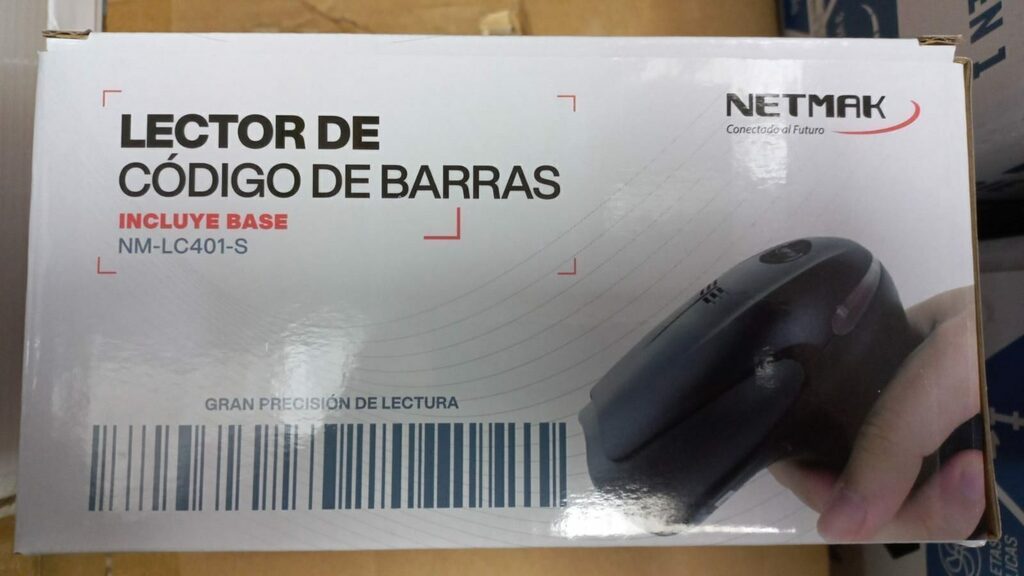 LECTOR DE
CÓDIGO DE BARRAS
INCLUYE BASE
NM-LC401-S
NETMAK
Conectado al Futuro
GRAN PRECISIÓN DE LECTURA